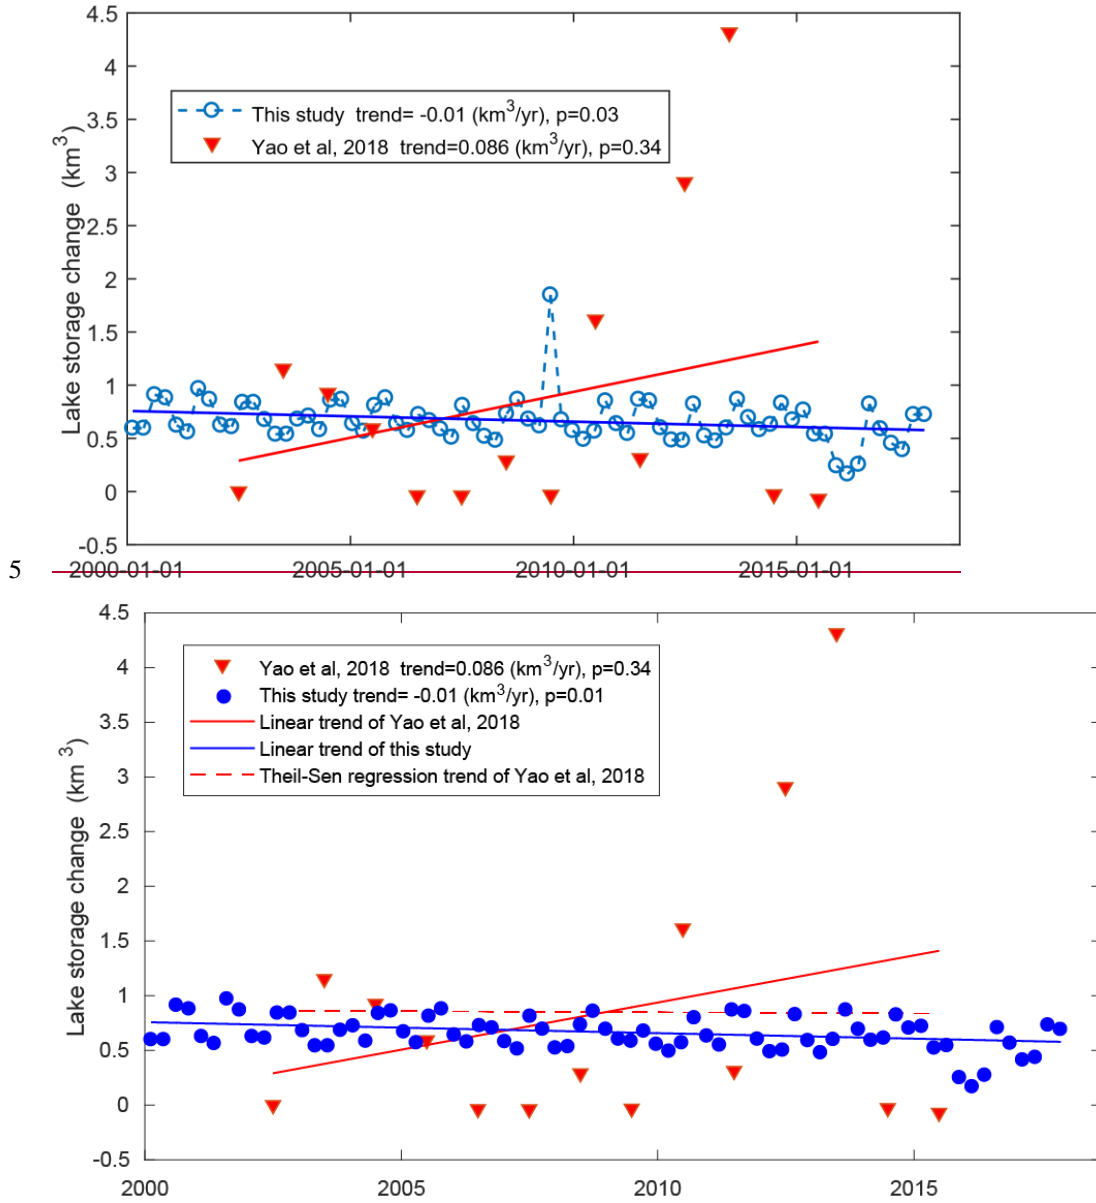 4.5
4
3.5
3
2.5
2
1.5
1
0.5
0
-0.5
Lake storage change (km³)
This study trend= -0.01 (km³/yr), p=0.03
Yao et al, 2018 trend=0.086 (km³/yr), p=0.34
5
2000-01-01 2005-01-01 2010-01-01 2015-01-01
4.5
4
3.5
3
2.5
2
1.5
1
0.5
0
-0.5
Lake storage change (km³)
Yao et al, 2018 trend=0.086 (km³/yr), p=0.34
This study trend= -0.01 (km³/yr), p=0.01
Linear trend of Yao et al, 2018
Linear trend of this study
Theil-Sen regression trend of Yao et al, 2018
2000 2005 2010 2015